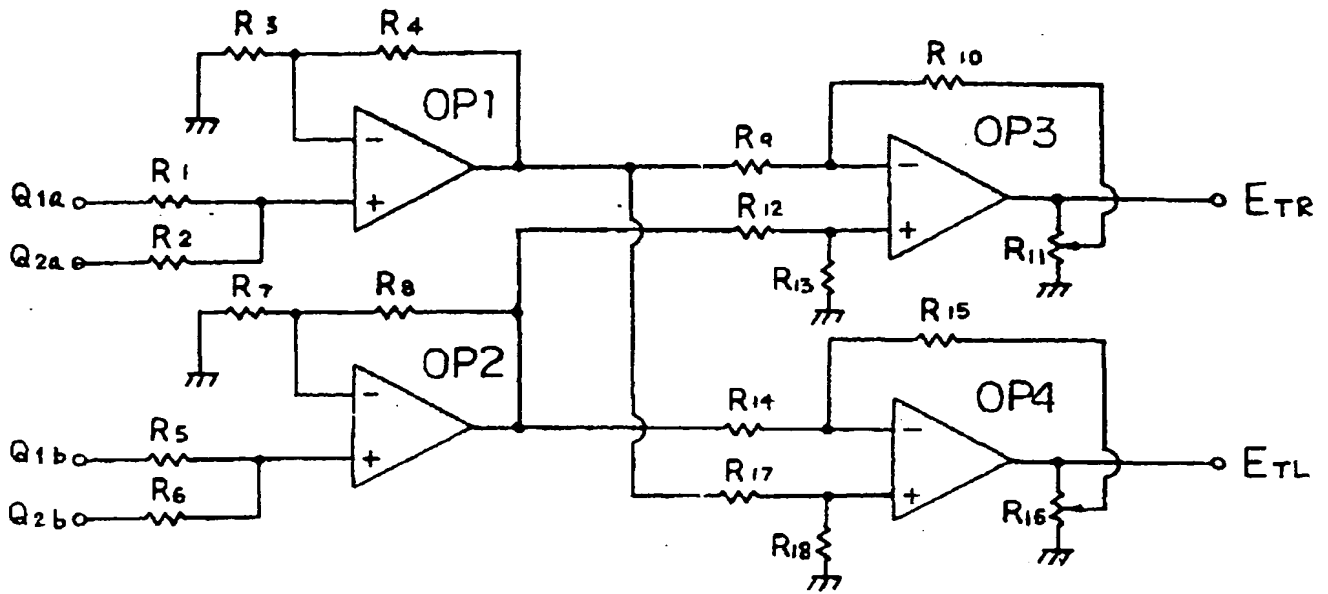 R3 R4 R10
OP1 OP3
R9
R1 R12
Q1a ETR
R2
Q2a R11
R7 R8 R13
R15
OP2 OP4
R14
R5
Q1b ETL
R17
R6
Q2b R16
R18